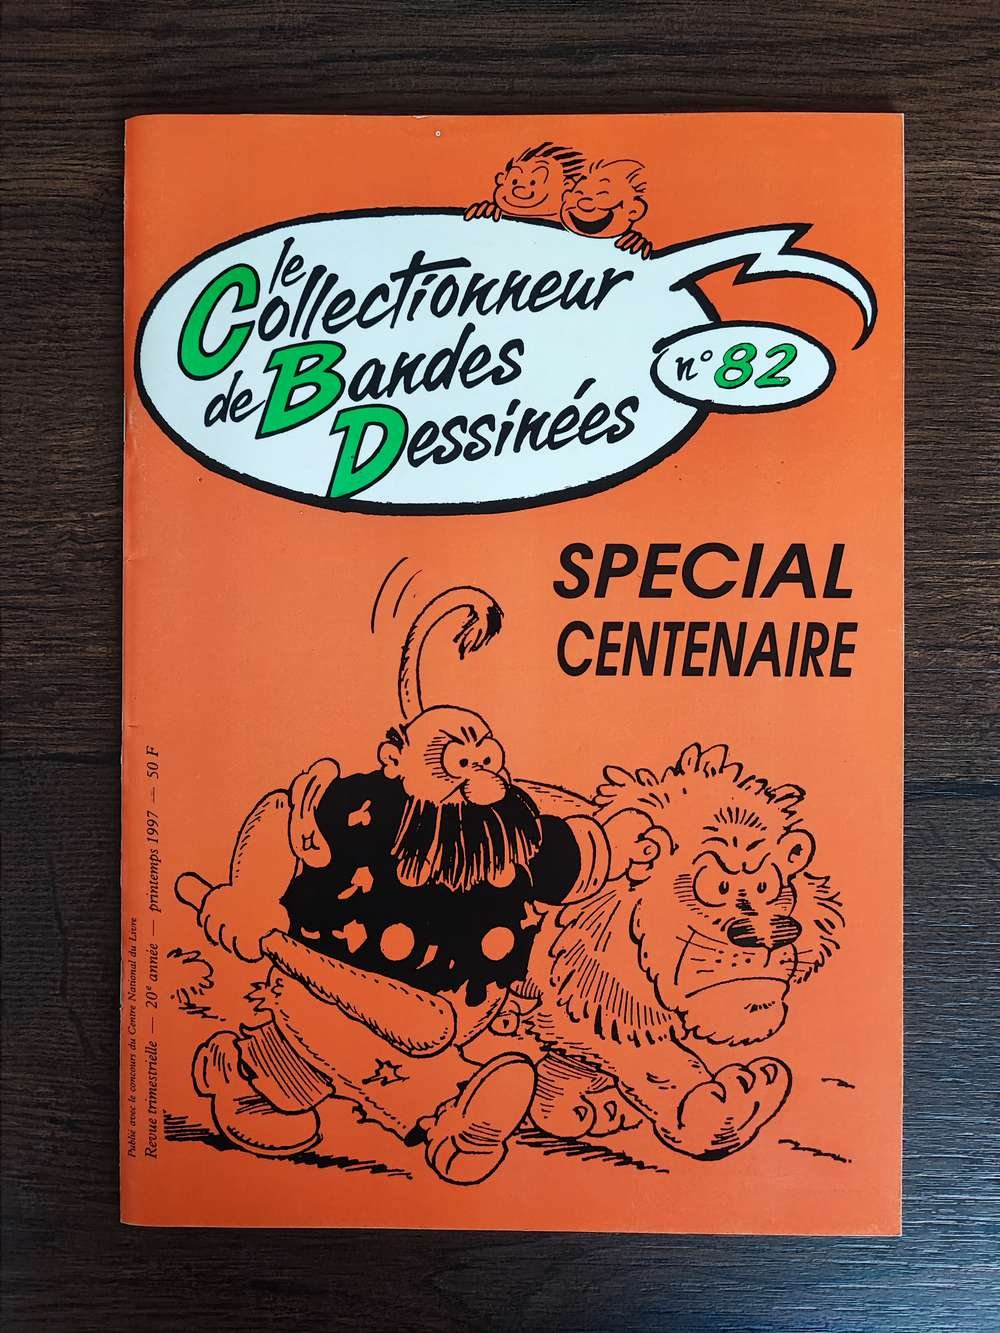 le
Collectionneur
de Bandes
Dessinées
n° 82
SPECIAL
CENTENAIRE
Publié avec le concours du Centre National du Livre
Revue trimestrielle — 20e année — printemps 1997 — 50 F